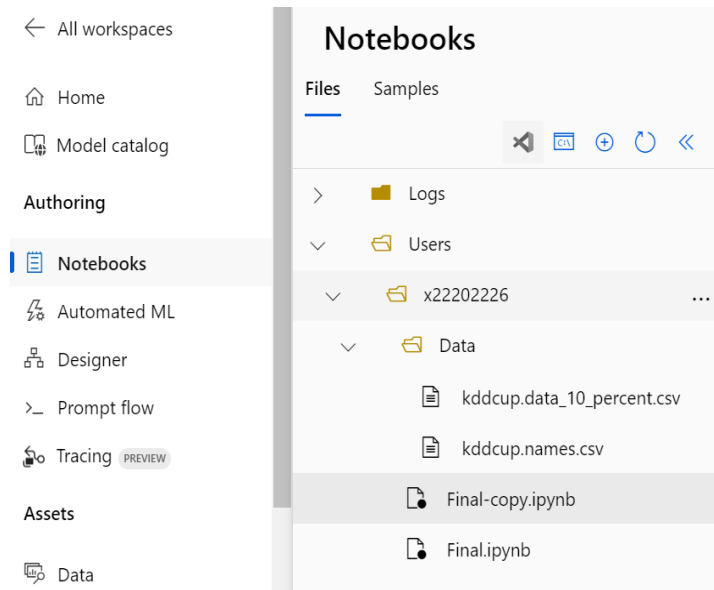 All workspaces
Home
Model catalog
Authoring
Notebooks
Automated ML
Designer
Prompt flow
Tracing PREVIEW
Assets
Data
Notebooks
Files Samples
Logs
Users
x22202226
Data
kddcup.data_10_percent.csv
kddcup.names.csv
Final-copy.ipynb
Final.ipynb